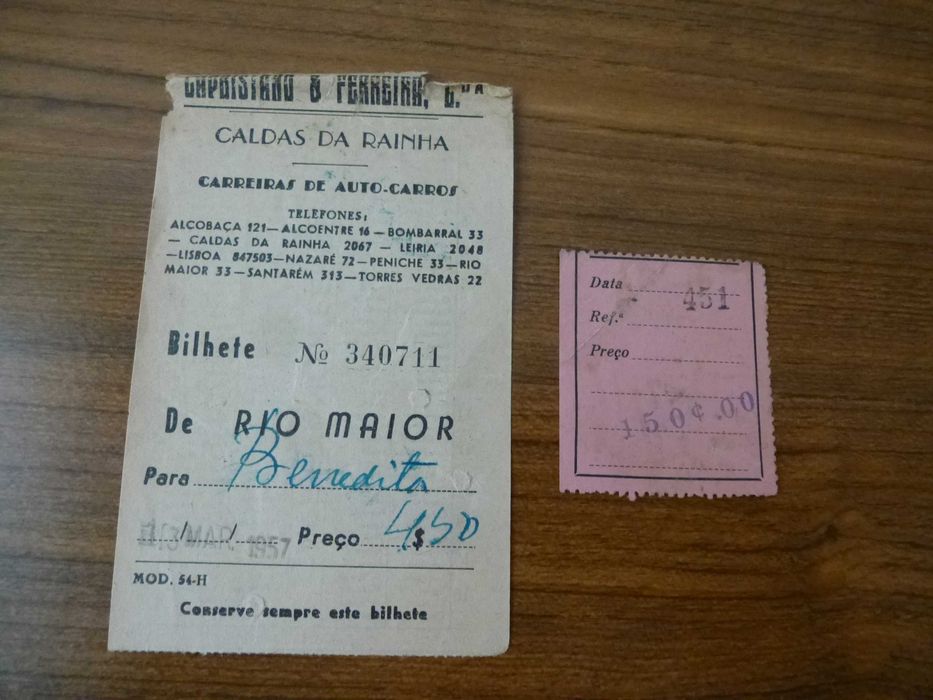 CAPRISTANO & FERREIRA, L.DA
CALDAS DA RAINHA
CARREIRAS DE AUTO-CARROS
TELEFONES:
ALCOBAÇA 121—ALCOENTRE 16—BOMBARRAL 33
— CALDAS DA RAINHA 2067 — LEIRIA 2048
—LISBOA 847503—NAZARÉ 72—PENICHE 33—RIO
MAIOR 33—SANTARÉM 313—TORRES VEDRAS 22
Bilhete Nº 340711
De RIO MAIOR
Para Benedita
/ MAR. / 1957 Preço 4$50
MOD. 54-H
Conserve sempre este bilhete
Data
451
Ref.ª
Preço
150¢.00